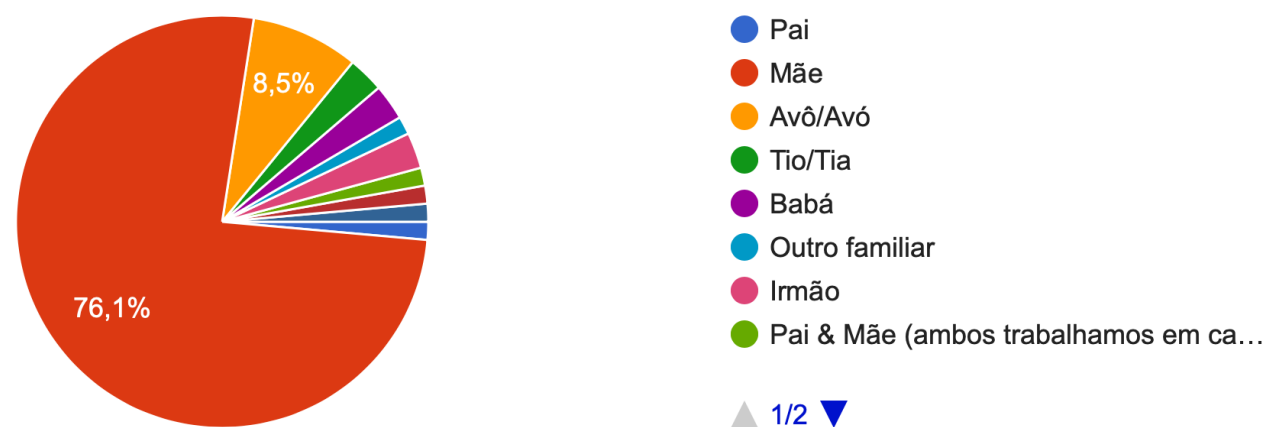 8,5%
76,1%
Pai
Mãe
Avô/Avó
Tio/Tia
Babá
Outro familiar
Irmão
Pai & Mãe (ambos trabalhamos em ca…
1/2